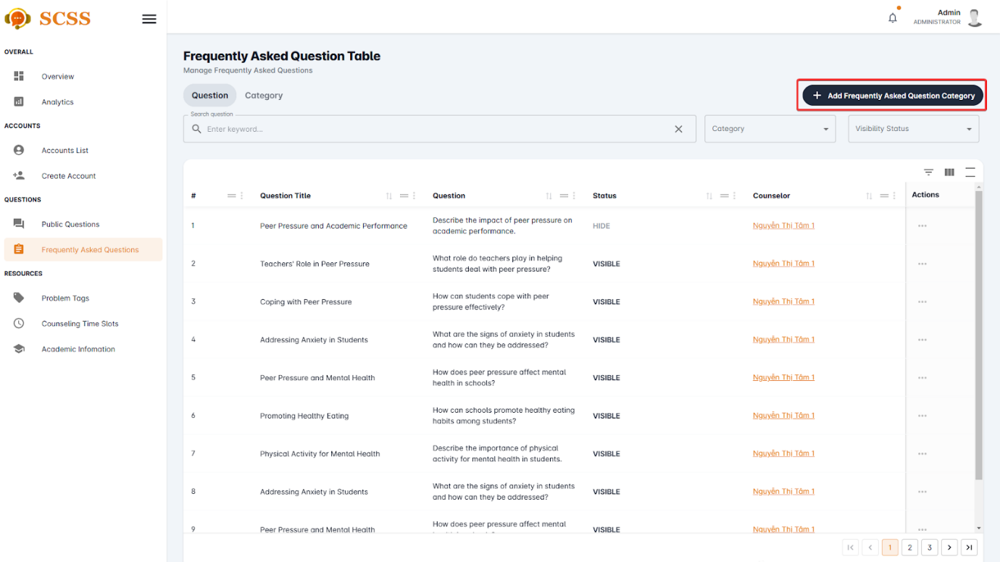 SCSS
Admin
ADMINISTRATOR
OVERALL
Overview
Analytics
ACCOUNTS
Accounts List
Create Account
QUESTIONS
Public Questions
Frequently Asked Questions
RESOURCES
Problem Tags
Counseling Time Slots
Academic Infomation
Frequently Asked Question Table
Manage Frequently Asked Questions
Question Category
+ Add Frequently Asked Question Category
Search question
Enter keyword...
Category
Visibility Status
# Question Title Question Status Counselor Actions
1 Peer Pressure and Academic Performance Describe the impact of peer pressure on HIDE Nguyễn Thị Tâm 1
academic performance.
2 Teachers' Role in Peer Pressure What role do teachers play in helping VISIBLE Nguyễn Thị Tâm 1
students deal with peer pressure?
3 Coping with Peer Pressure How can students cope with peer VISIBLE Nguyễn Thị Tâm 1
pressure effectively?
4 Addressing Anxiety in Students What are the signs of anxiety in students VISIBLE Nguyễn Thị Tâm 1
and how can they be addressed?
5 Peer Pressure and Mental Health How does peer pressure affect mental VISIBLE Nguyễn Thị Tâm 1
health in schools?
6 Promoting Healthy Eating How can schools promote healthy eating VISIBLE Nguyễn Thị Tâm 1
habits among students?
7 Physical Activity for Mental Health Describe the importance of physical VISIBLE Nguyễn Thị Tâm 1
activity for mental health in students.
8 Addressing Anxiety in Students What are the signs of anxiety in students VISIBLE Nguyễn Thị Tâm 1
and how can they be addressed?
9 Peer Pressure and Mental Health How does peer pressure affect mental VISIBLE Nguyễn Thị Tâm 1
1 2 3